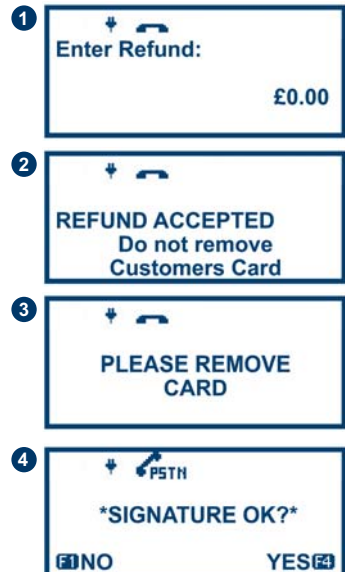 1
Enter Refund:
£0.00
2
REFUND ACCEPTED
Do not remove
Customers Card
3
PLEASE REMOVE
CARD
4
PSTN
*SIGNATURE OK?*
F1 NO YES F4